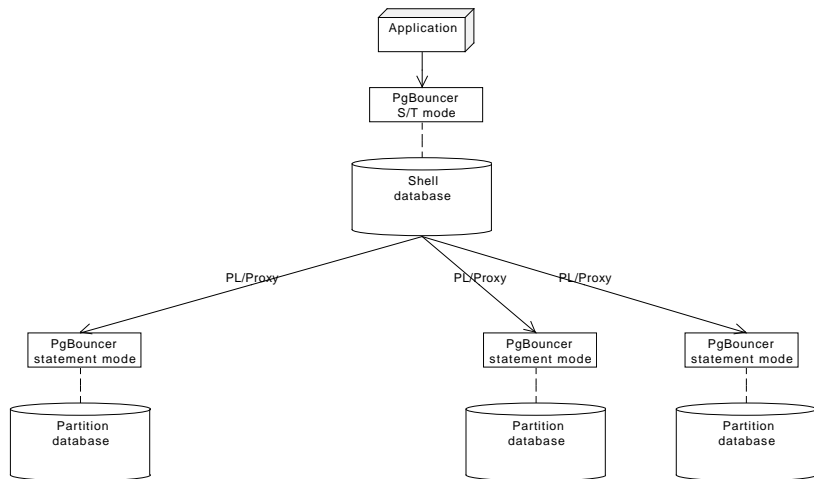 Application
PgBouncer
S/T mode
Shell
database
PL/Proxy
PL/Proxy
PL/Proxy
PgBouncer
statement mode
PgBouncer
statement mode
PgBouncer
statement mode
Partition
database
Partition
database
Partition
database